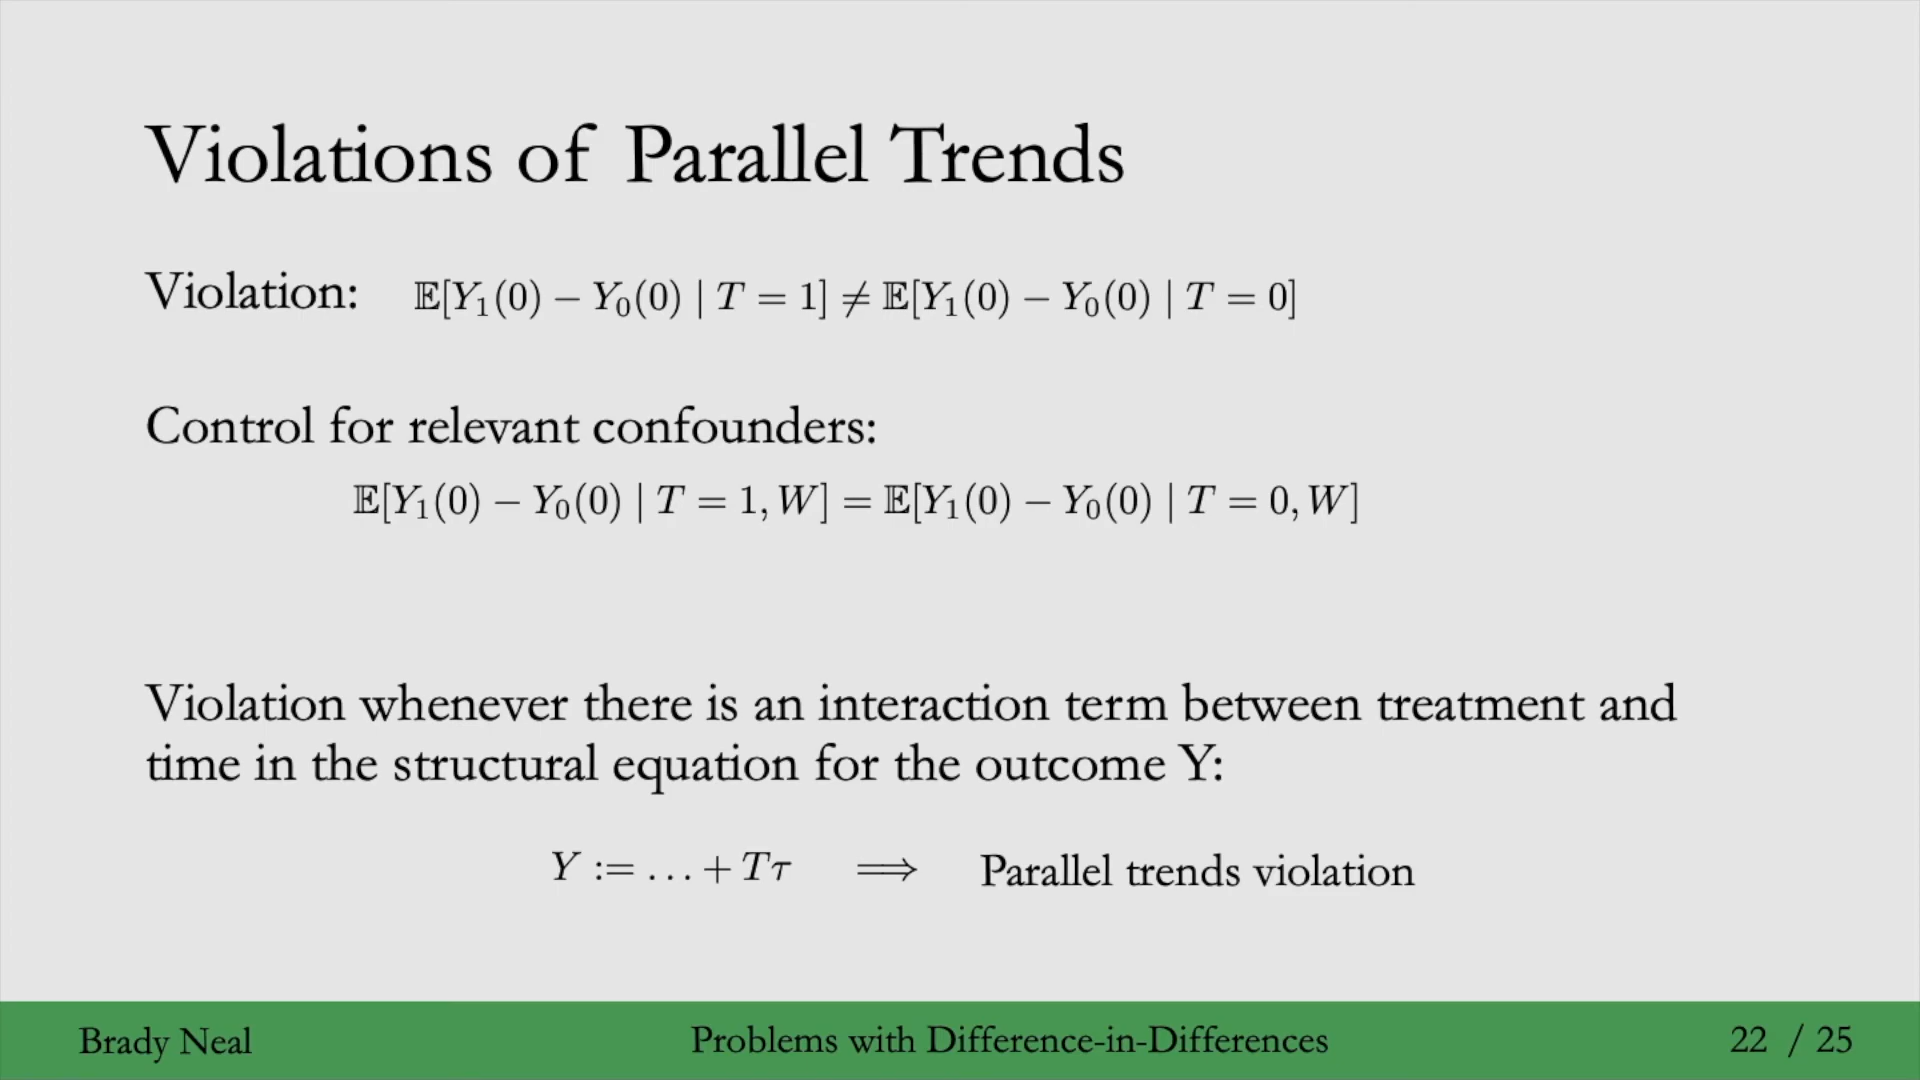 Violations of Parallel Trends
Violation: 𝔼[Y₁(0) − Y₀(0) | T = 1] ≠ 𝔼[Y₁(0) − Y₀(0) | T = 0]
Control for relevant confounders:
𝔼[Y₁(0) − Y₀(0) | T = 1, W] = 𝔼[Y₁(0) − Y₀(0) | T = 0, W]
Violation whenever there is an interaction term between treatment and
time in the structural equation for the outcome Y:
Y := … + Tτ ⟹ Parallel trends violation
Brady Neal Problems with Difference-in-Differences 22 / 25